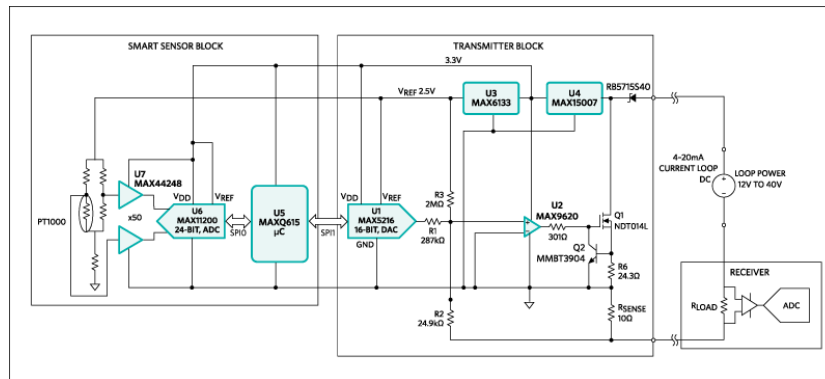 SMART SENSOR BLOCK
TRANSMITTER BLOCK
3.3V
RB5715S40
U3
MAX6133
U4
MAX15007
VREF 2.5V
4–20mA
CURRENT LOOP
DC
LOOP POWER
12V TO 40V
U7
MAX44248
R3
2MΩ
VDD
VREF
VDD
VREF
U2
MAX9620
PT1000
x50
U6
MAX11200
24-BIT, ADC
SPI0
U5
MAXQ615
µC
SPI1
U1
MAX5216
16-BIT, DAC
GND
R1
287kΩ
301Ω
Q1
NDT014L
Q2
MMBT3904
R6
24.3Ω
RECEIVER
R2
24.9kΩ
RSENSE
10Ω
RLOAD
ADC